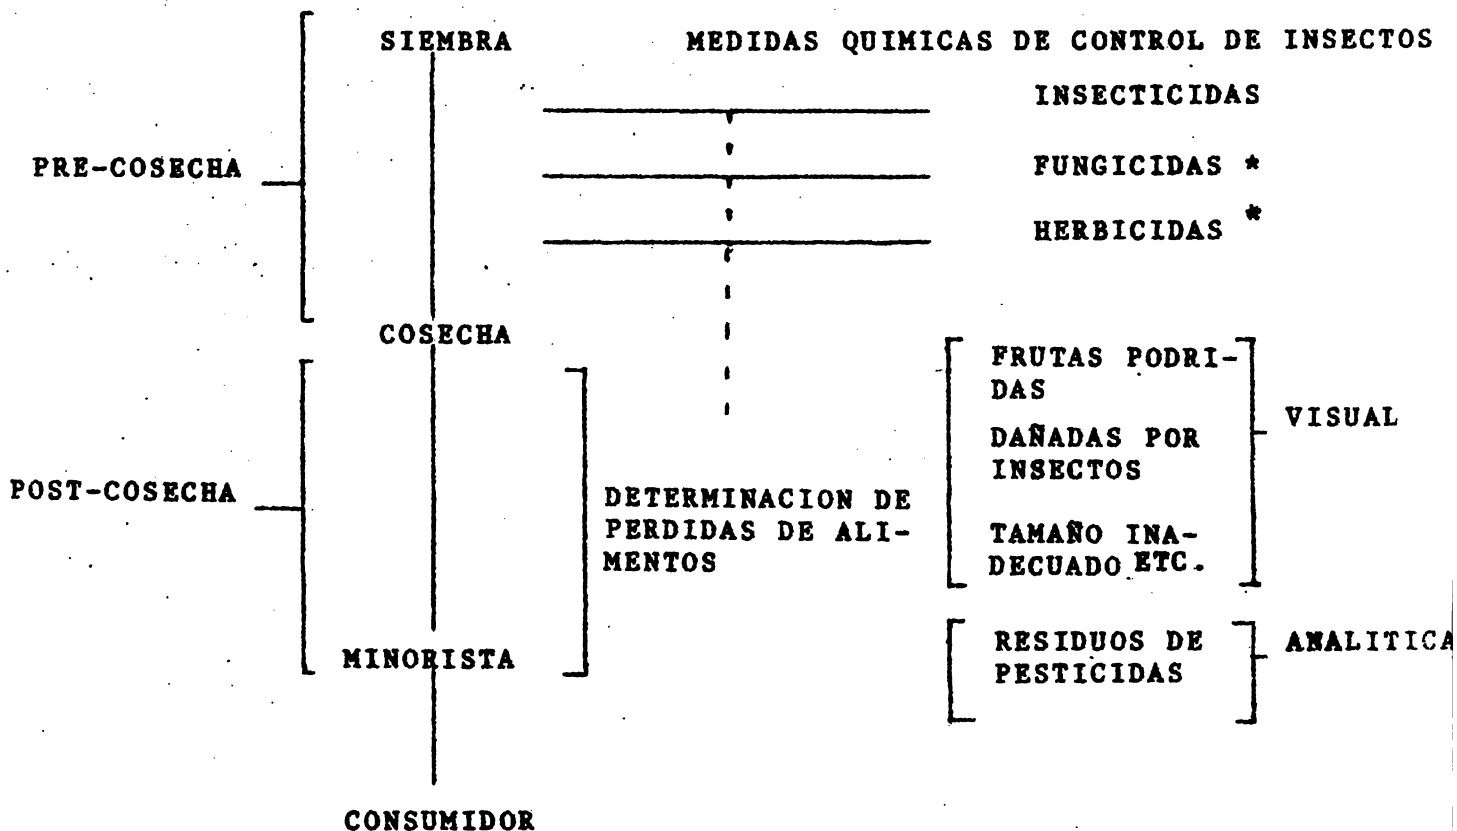 SIEMBRA
MEDIDAS QUIMICAS DE CONTROL DE INSECTOS
INSECTICIDAS
PRE-COSECHA
FUNGICIDAS *
HERBICIDAS *
COSECHA
FRUTAS PODRI-
DAS
DAÑADAS POR
INSECTOS
TAMAÑO INA-
DECUADO ETC.
VISUAL
POST-COSECHA
DETERMINACION DE
PERDIDAS DE ALI-
MENTOS
RESIDUOS DE
PESTICIDAS
ANALITICA
MINORISTA
CONSUMIDOR